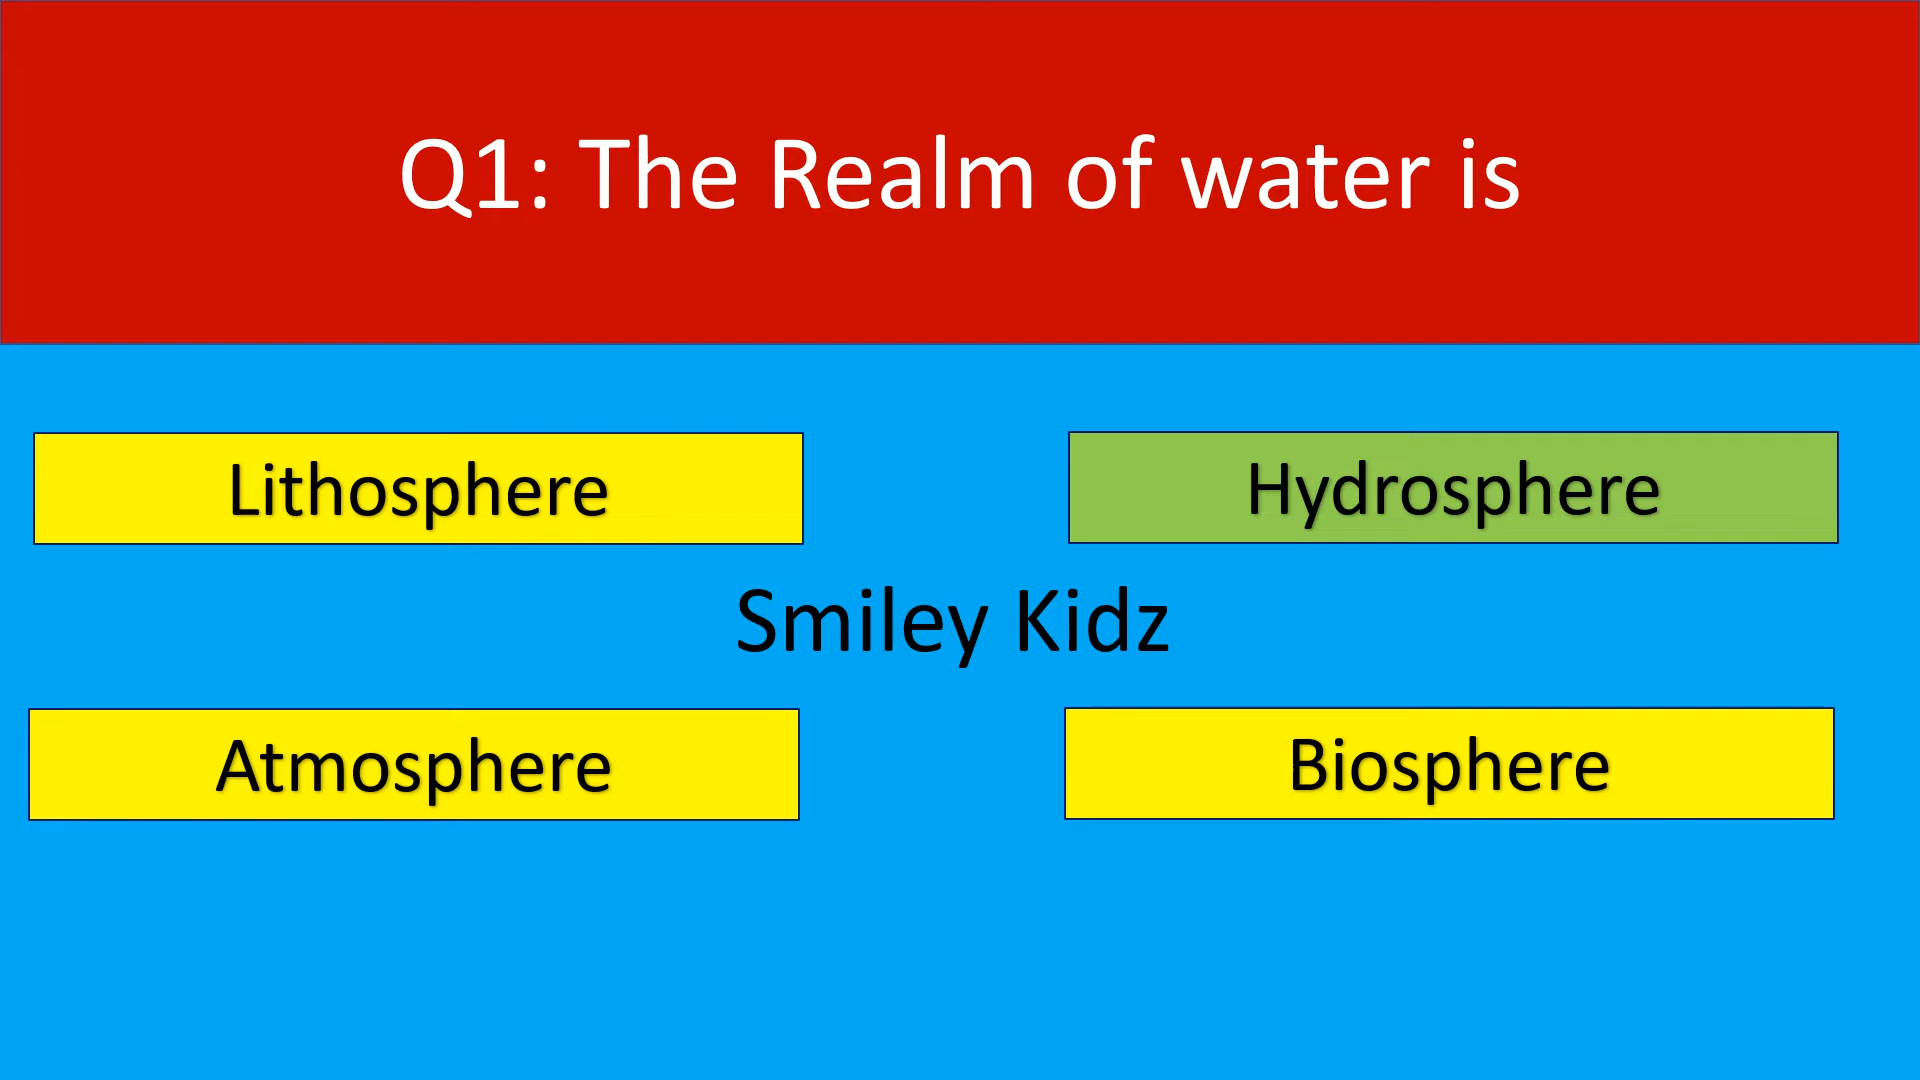 Q1: The Realm of water is
Lithosphere
Hydrosphere
Smiley Kidz
Atmosphere
Biosphere